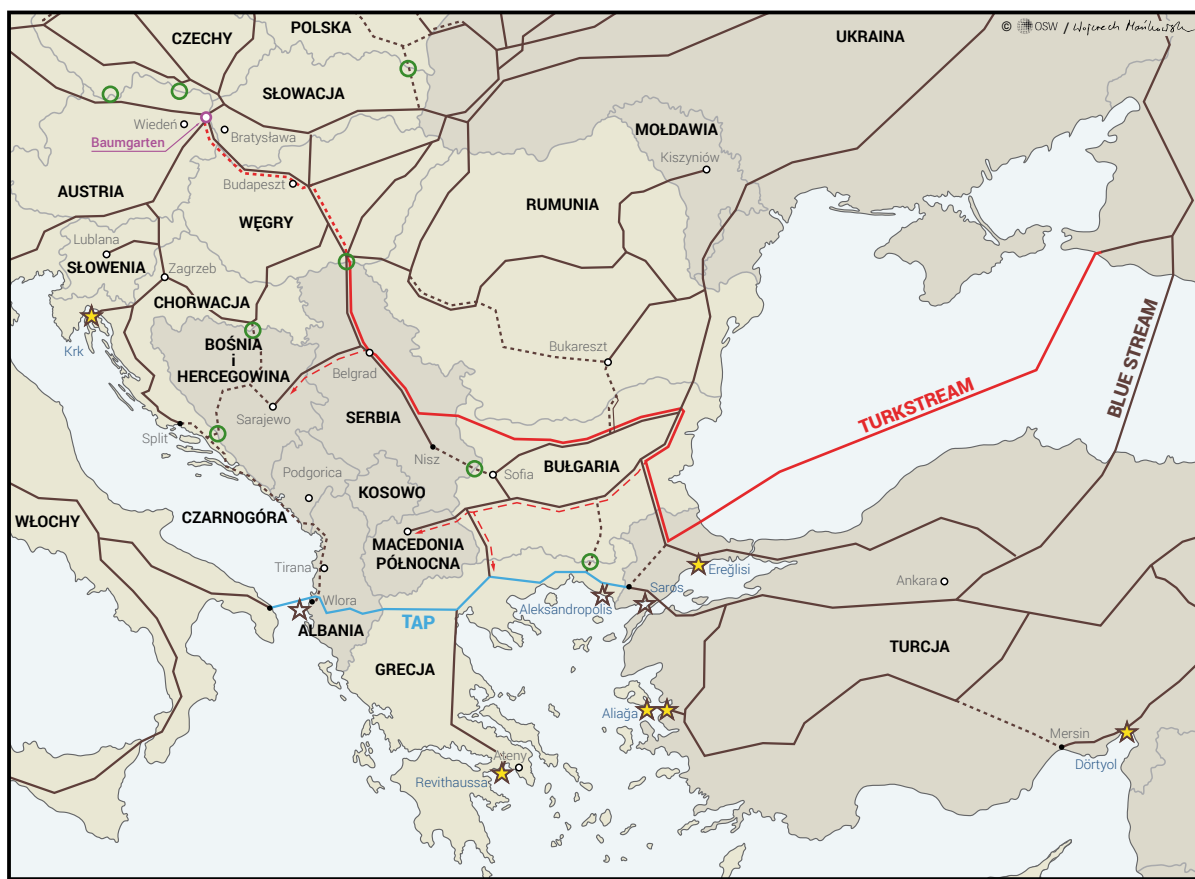 POLSKA
© OSW / Wojciech Mańkowski
CZECHY
UKRAINA
SŁOWACJA
Wiedeń
Bratysława
MOŁDAWIA
Baumgarten
Kiszyniów
Budapeszt
AUSTRIA
RUMUNIA
WĘGRY
Lublana
SŁOWENIA
Zagrzeb
CHORWACJA
BLUE STREAM
Krk
BOŚNIA
i
HERCEGOWINA
Bukareszt
Belgrad
TURKSTREAM
Sarajewo
SERBIA
Split
Nisz
BUŁGARIA
Sofia
Podgorica
KOSOWO
CZARNOGÓRA
WŁOCHY
MACEDONIA
PÓŁNOCNA
Tirana
Ereğlisi
Ankara
Saros
Wlora
Aleksandropolis
TAP
ALBANIA
GRECJA
TURCJA
Aliağa
Mersin
Ateny
Dörtyol
Revithaussa